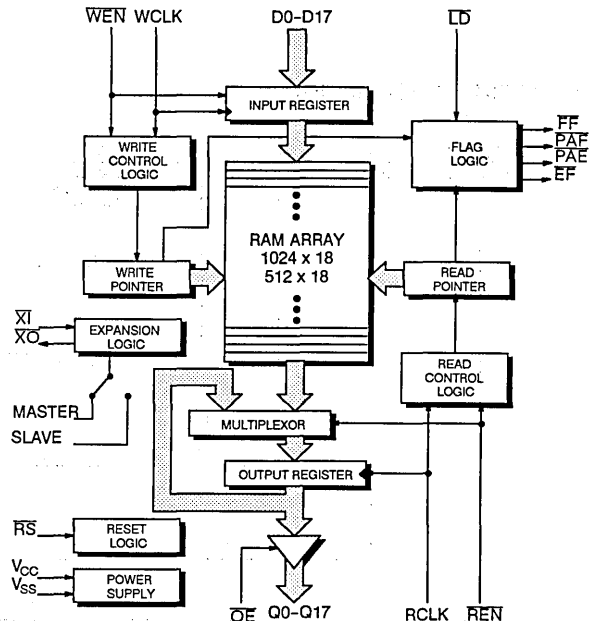 WEN WCLK
D0–D17
LD
INPUT REGISTER
WRITE
CONTROL
LOGIC
FLAG
LOGIC
FF
PAF
PAE
EF
RAM ARRAY
1024 x 18
512 x 18
WRITE
POINTER
READ
POINTER
XI
XO
EXPANSION
LOGIC
READ
CONTROL
LOGIC
MASTER
SLAVE
MULTIPLEXOR
OUTPUT REGISTER
RS
RESET
LOGIC
VCC
VSS
POWER
SUPPLY
OE
Q0–Q17
RCLK
REN